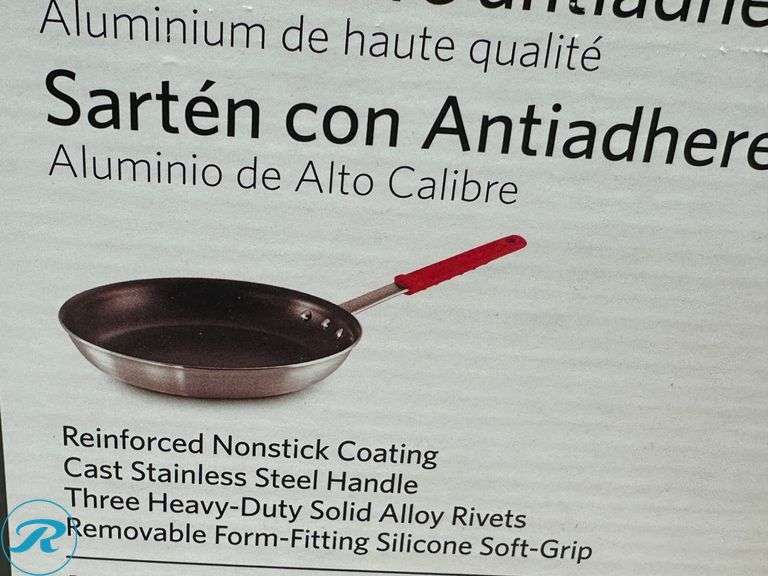 Aluminium de haute qualité
Sartén con Antiadhere
Aluminio de Alto Calibre
Reinforced Nonstick Coating
Cast Stainless Steel Handle
Three Heavy-Duty Solid Alloy Rivets
Removable Form-Fitting Silicone Soft-Grip
R